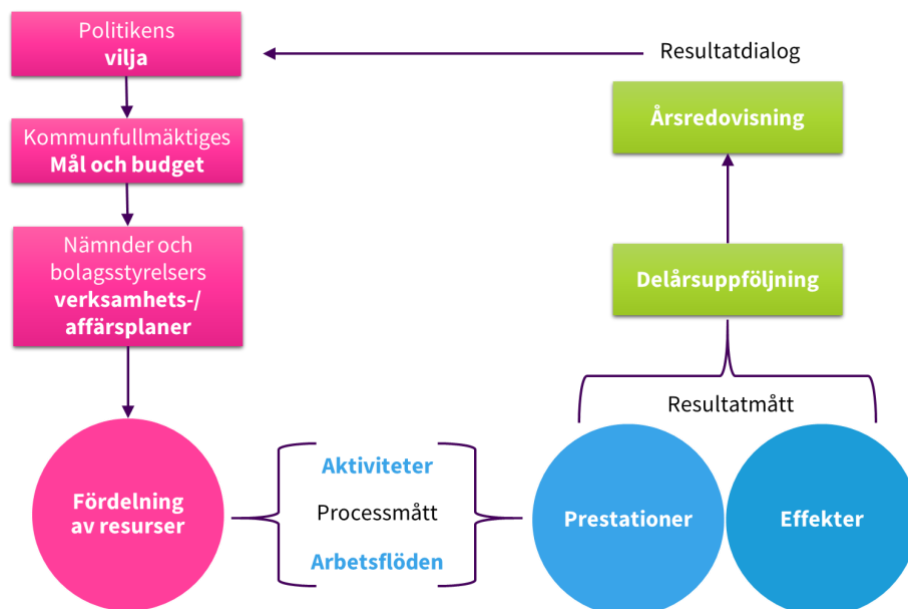 Politikens
vilja
Resultatdialog
Årsredovisning
Kommunfullmäktiges
Mål och budget
Nämnder och
bolagsstyrelsers
verksamhets-/
affärsplaner
Delårsuppföljning
Resultatmått
Fördelning
av resurser
Aktiviteter
Processmått
Arbetsflöden
Prestationer
Effekter